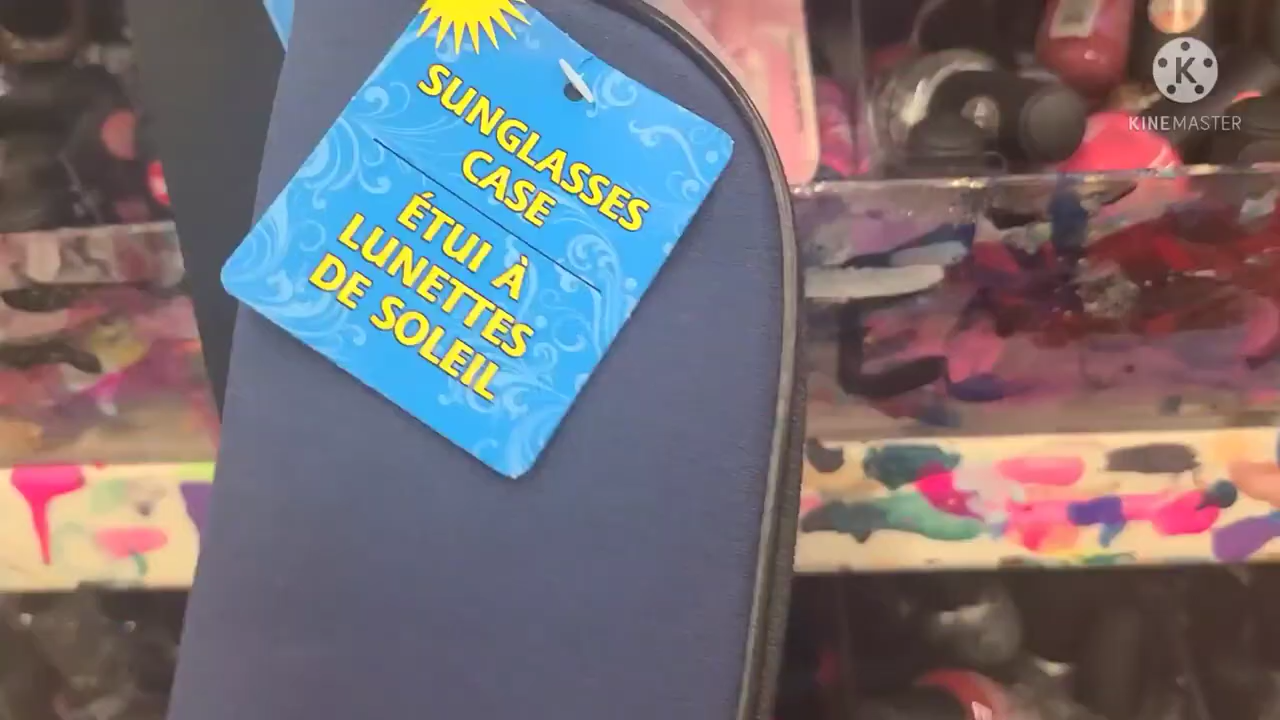 SUNGLASSES
CASE
ÉTUI À
LUNETTES
DE SOLEIL
K
KINEMASTER